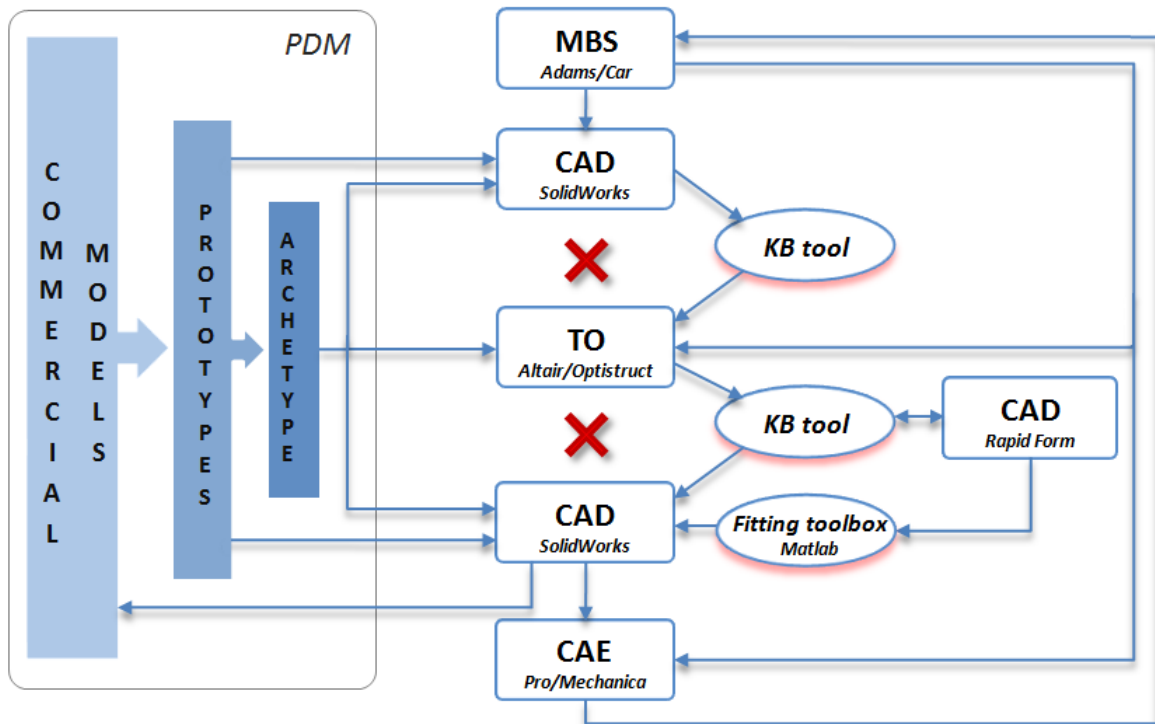 PDM
COMMERCIAL
MODELS
PROTOTYPES
ARCHETYPE
MBS
Adams/Car
CAD
SolidWorks
KB tool
TO
Altair/Optistruct
KB tool
CAD
Rapid Form
CAD
SolidWorks
Fitting toolbox
Matlab
CAE
Pro/Mechanica